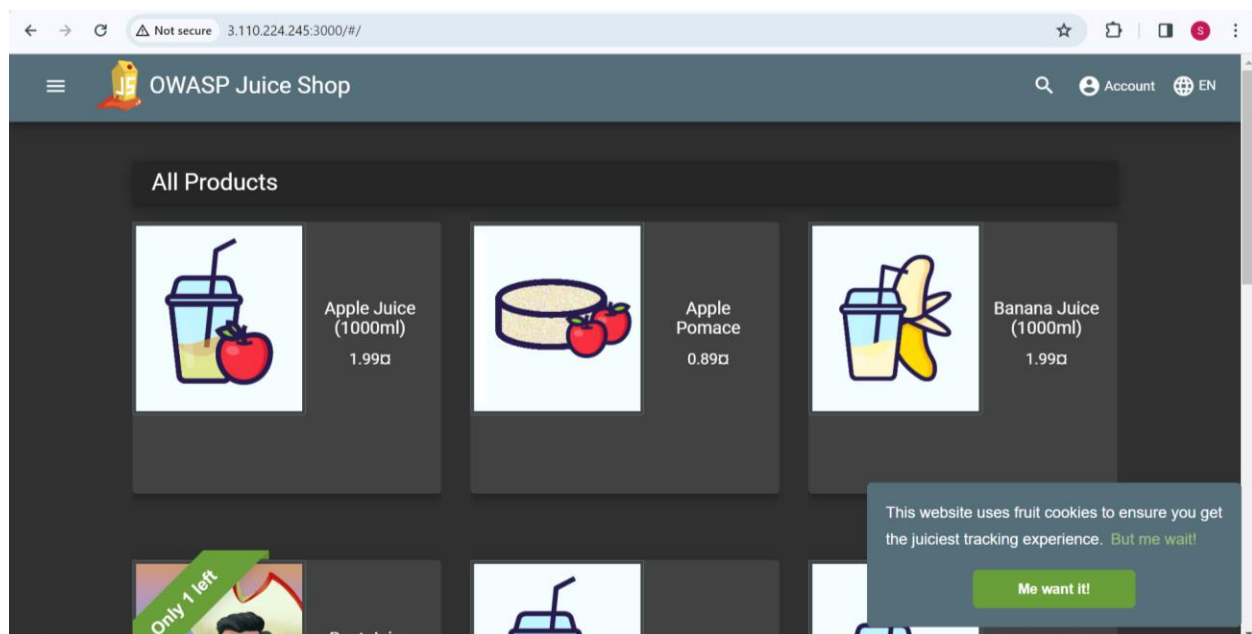 Not secure 3.110.224.245:3000/#/
S
JS OWASP Juice Shop
Account EN
All Products
Apple Juice
(1000ml)
1.99¤
Apple
Pomace
0.89¤
Banana Juice
(1000ml)
1.99¤
Only 1 left
This website uses fruit cookies to ensure you get
the juiciest tracking experience. But me wait!
Me want it!